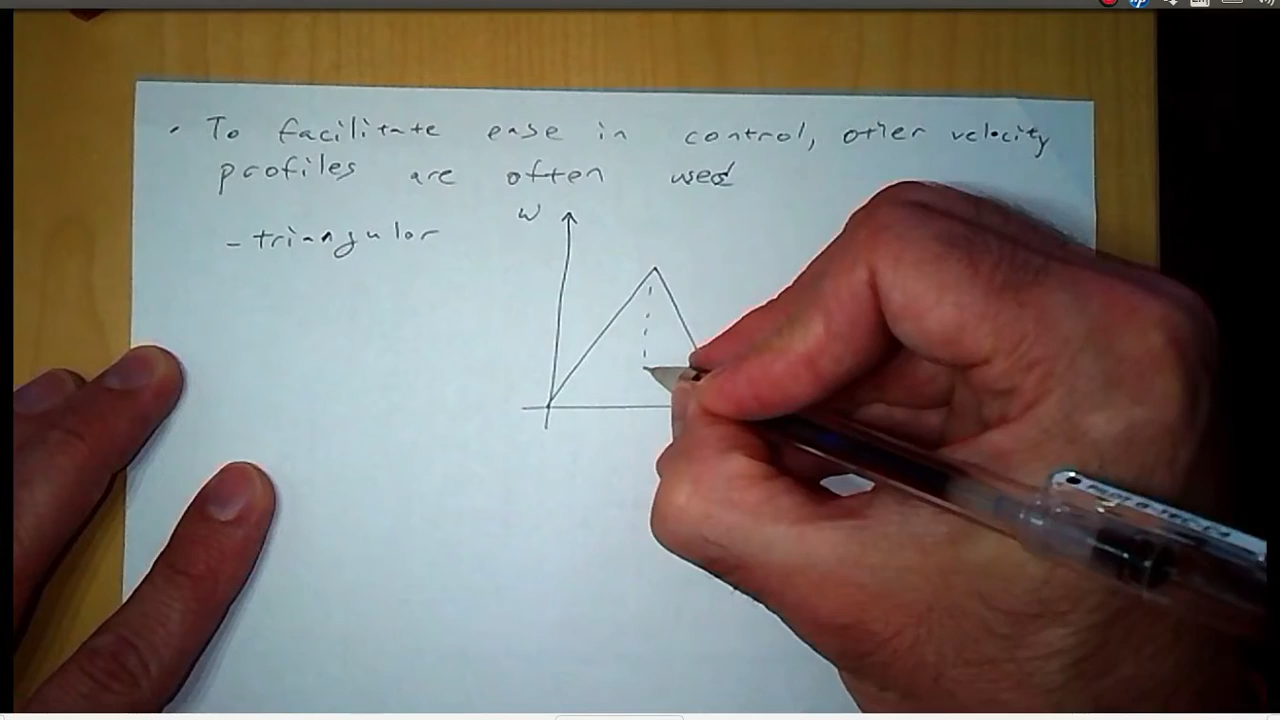 • To facilitate ease in control, other velocity
profiles are often used
- triangular
ω